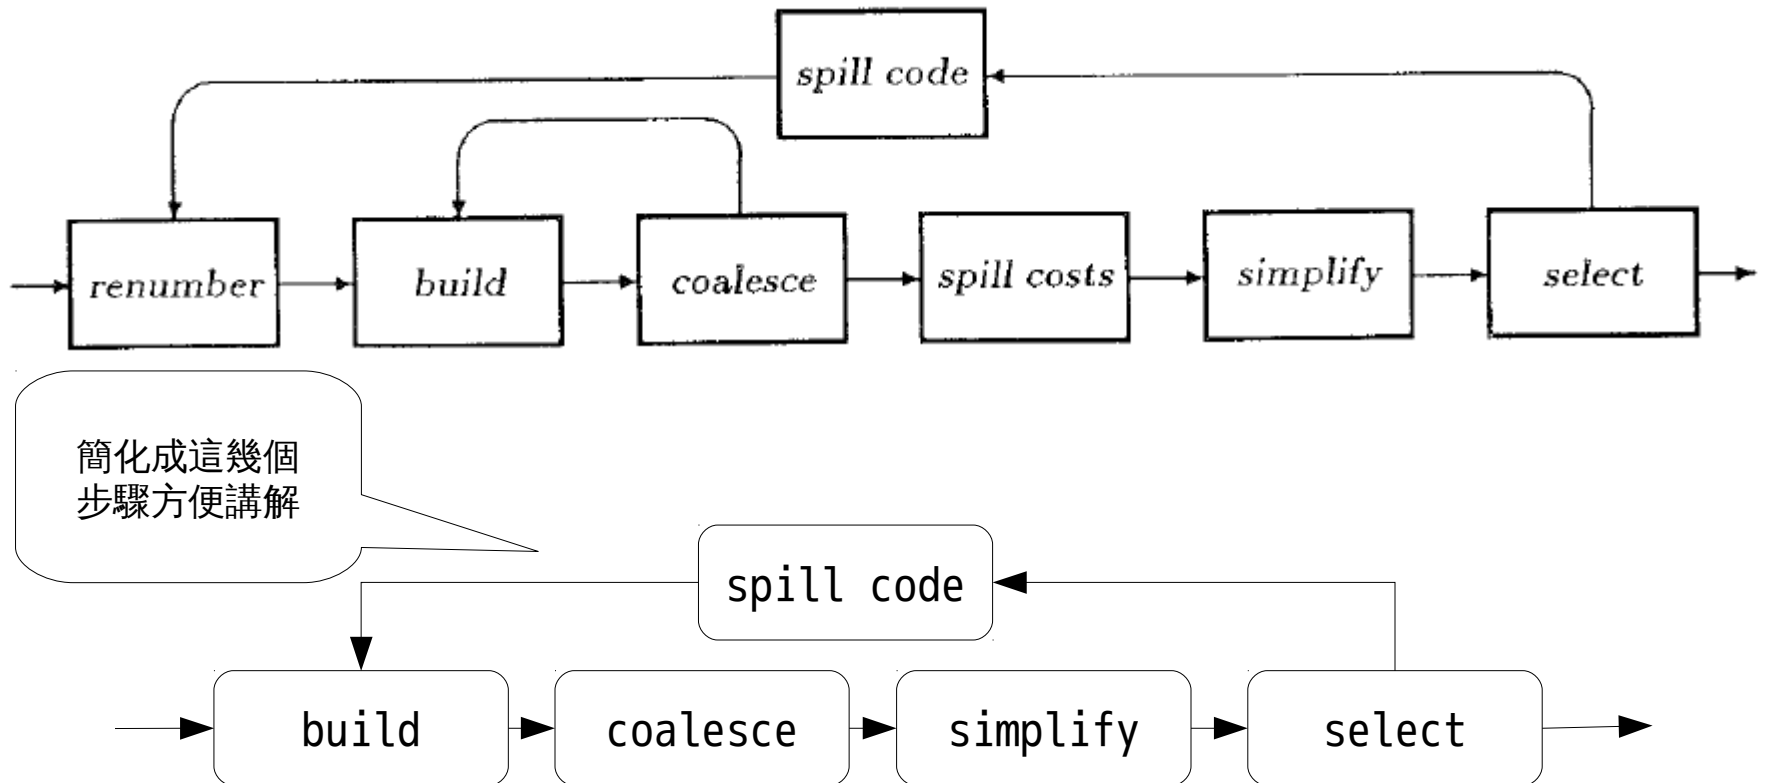 spill code
renumber
build
coalesce
spill costs
simplify
select
簡化成這幾個
步驟方便講解
spill code
build
coalesce
simplify
select